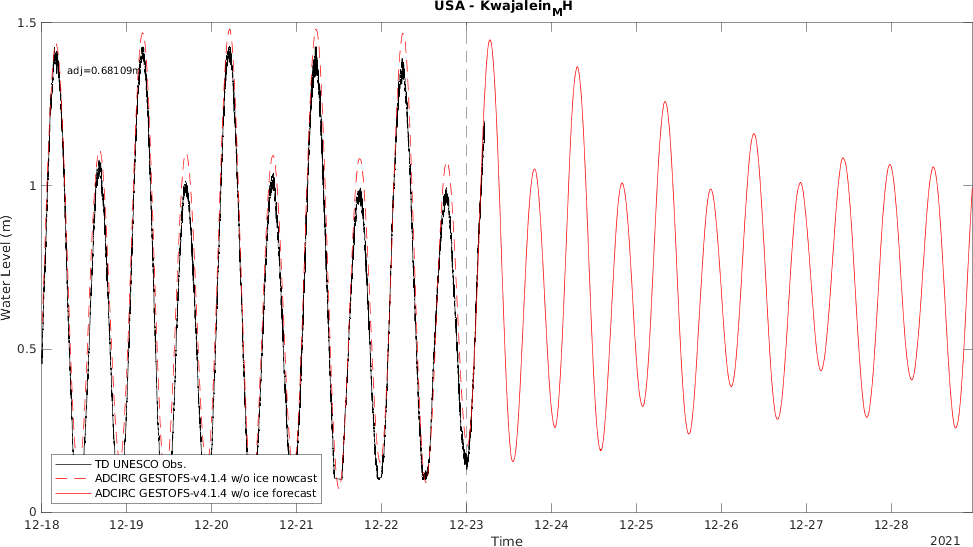 USA - Kwajalein_MH
1.5
adj=0.68109m
1
Water Level (m)
0.5
TD UNESCO Obs.
ADCIRC GESTOFS-v4.1.4 w/o ice nowcast
ADCIRC GESTOFS-v4.1.4 w/o ice forecast
0
12-18 12-19 12-20 12-21 12-22 12-23 12-24 12-25 12-26 12-27 12-28
Time
2021